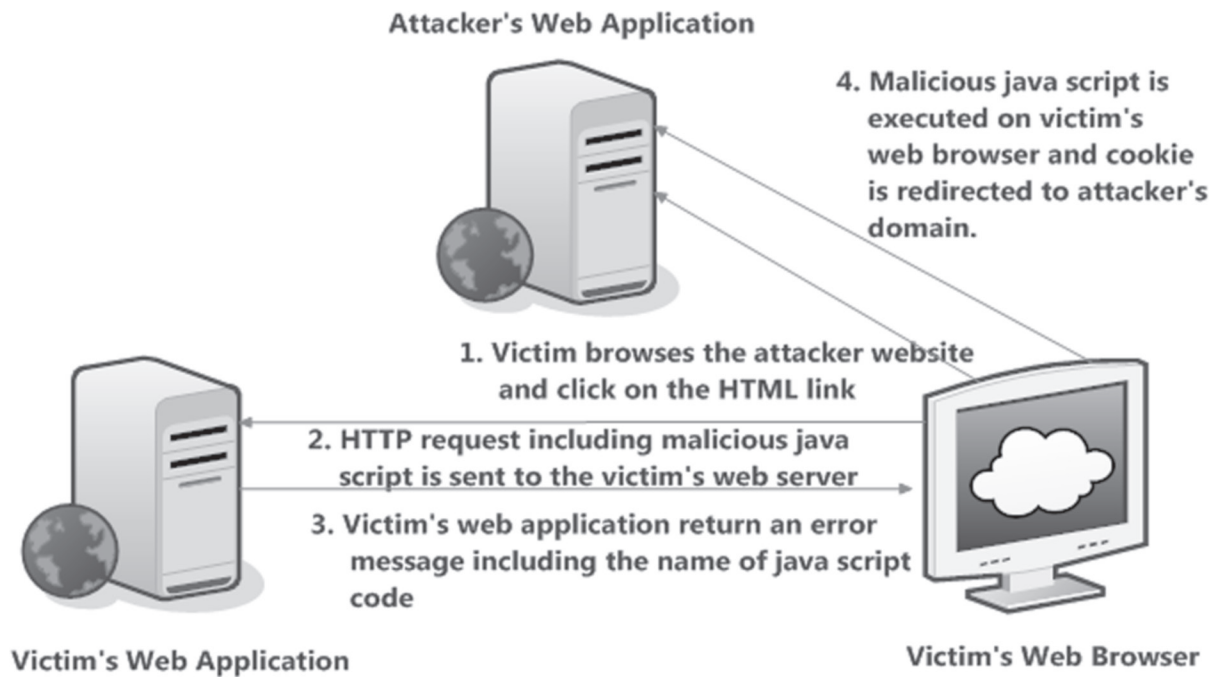 Attacker's Web Application
4. Malicious java script is
executed on victim's
web browser and cookie
is redirected to attacker's
domain.
1. Victim browses the attacker website
and click on the HTML link
2. HTTP request including malicious java
script is sent to the victim's web server
3. Victim's web application return an error
message including the name of java script
code
Victim's Web Application
Victim's Web Browser